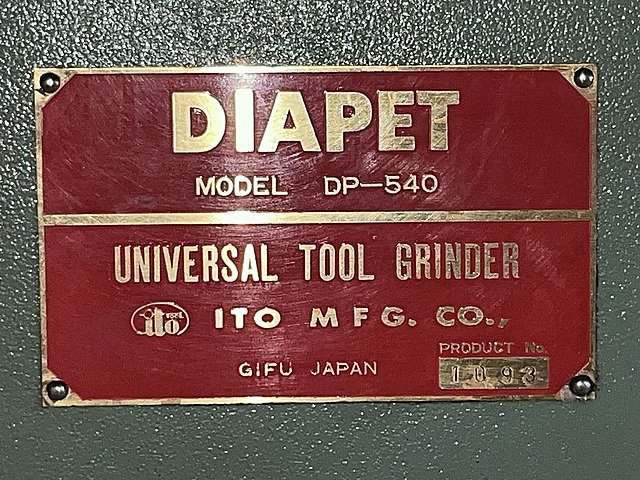 DIAPET
MODEL DP-540
UNIVERSAL TOOL GRINDER
ito ITO MFG. CO.,
GIFU JAPAN
PRODUCT No.
1093